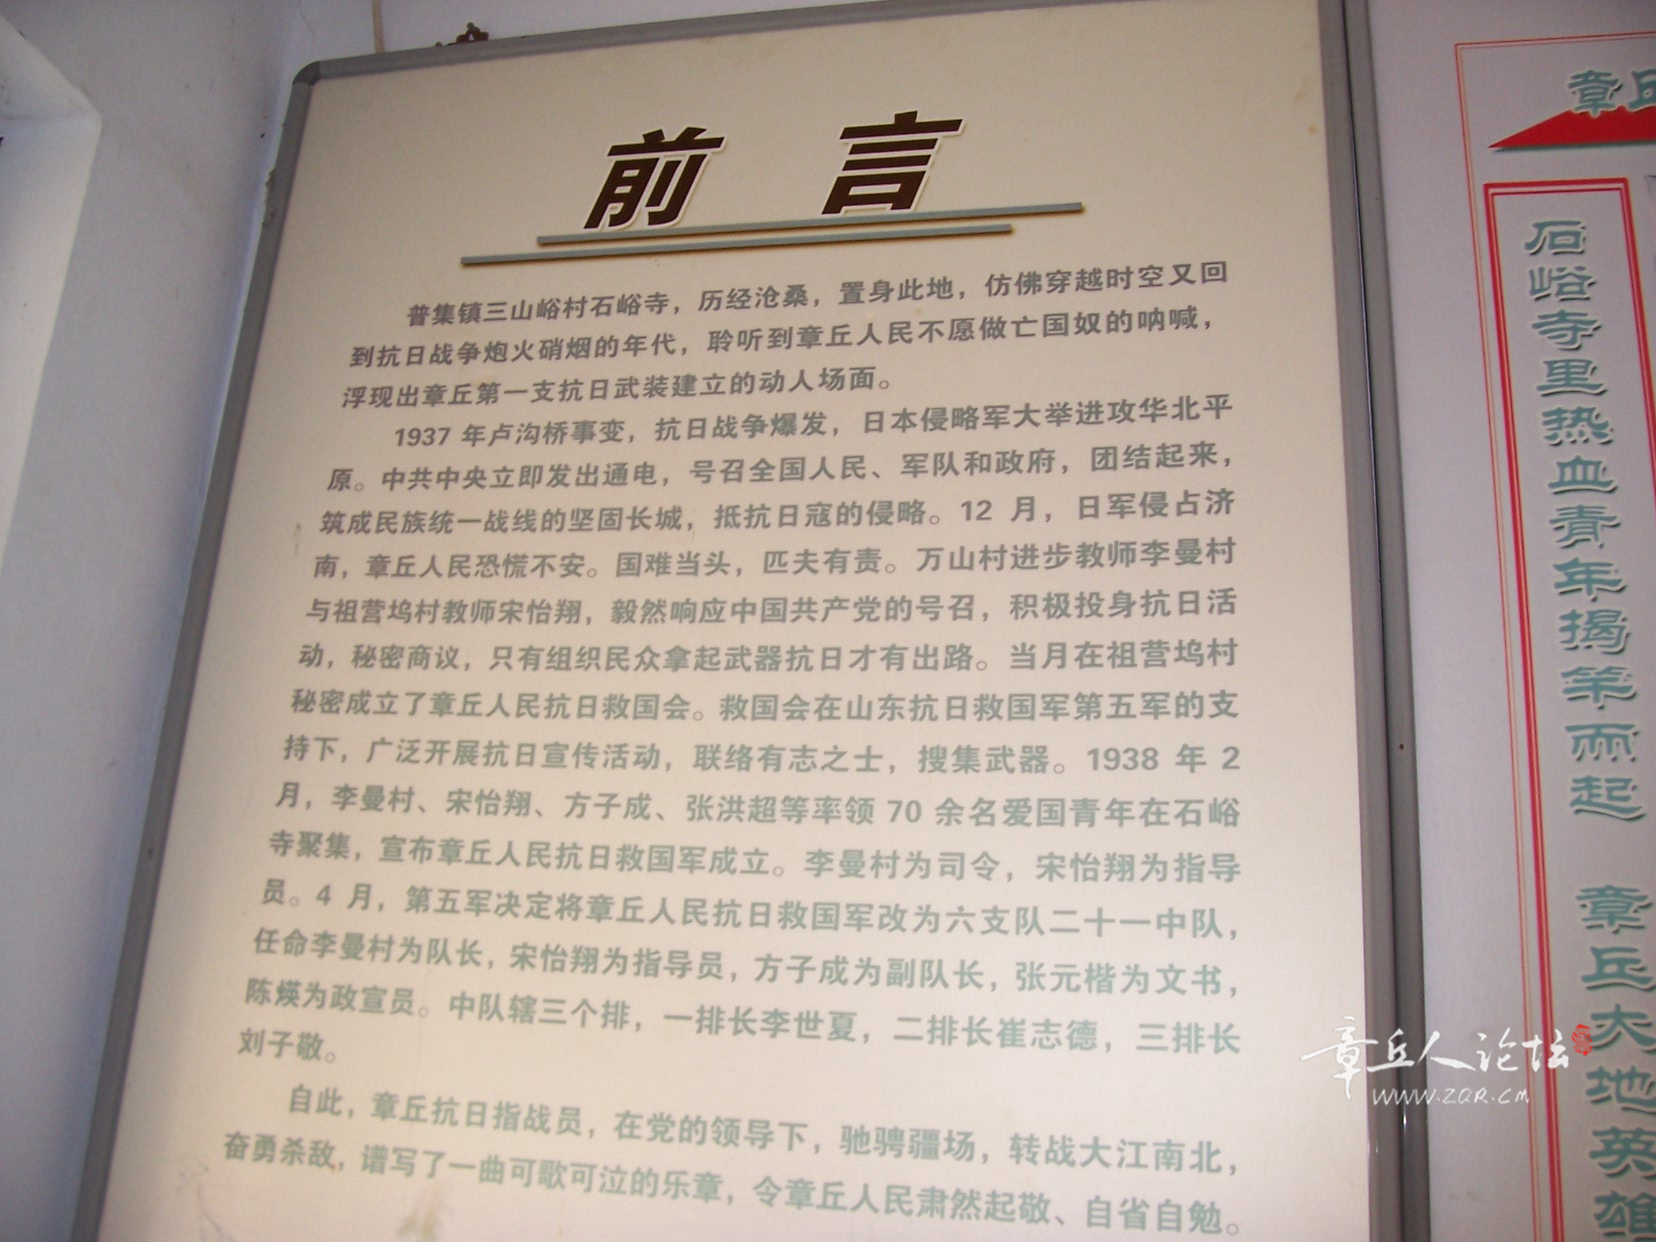 前言
普集镇三山峪村石峪寺，历经沧桑，置身此地，仿佛穿越时空又回
到抗日战争炮火硝烟的年代，聆听到章丘人民不愿做亡国奴的呐喊，
浮现出章丘第一支抗日武装建立的动人场面。
1937 年卢沟桥事变，抗日战争爆发，日本侵略军大举进攻华北平
原。中共中央立即发出通电，号召全国人民、军队和政府，团结起来，
筑成民族统一战线的坚固长城，抵抗日寇的侵略。12 月，日军侵占济
南，章丘人民恐慌不安。国难当头，匹夫有责。万山村进步教师李曼村
与祖营坞村教师宋怡翔，毅然响应中国共产党的号召，积极投身抗日活
动，秘密商议，只有组织民众拿起武器抗日才有出路。当月在祖营坞村
秘密成立了章丘人民抗日救国会。救国会在山东抗日救国军第五军的支
持下，广泛开展抗日宣传活动，联络有志之士，搜集武器。1938 年 2
月，李曼村、宋怡翔、方子成、张洪超等率领 70 余名爱国青年在石峪
寺聚集，宣布章丘人民抗日救国军成立。李曼村为司令，宋怡翔为指导
员。4 月，第五军决定将章丘人民抗日救国军改为六支队二十一中队，
任命李曼村为队长，宋怡翔为指导员，方子成为副队长，张元楷为文书，
陈煐为政宣员。中队辖三个排，一排长李世夏，二排长崔志德，三排长
刘子敬。
自此，章丘抗日指战员，在党的领导下，驰骋疆场，转战大江南北，
奋勇杀敌，谱写了一曲可歌可泣的乐章，令章丘人民肃然起敬、自省自勉。
章丘
石峪寺里热血青年揭竿而起 章丘大地英雄
章丘人论坛
WWW.ZQR.CM